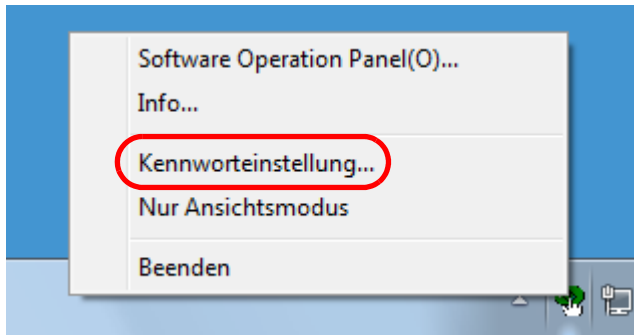 Software Operation Panel(O)...
Info...
Kennworteinstellung...
Nur Ansichtsmodus
Beenden